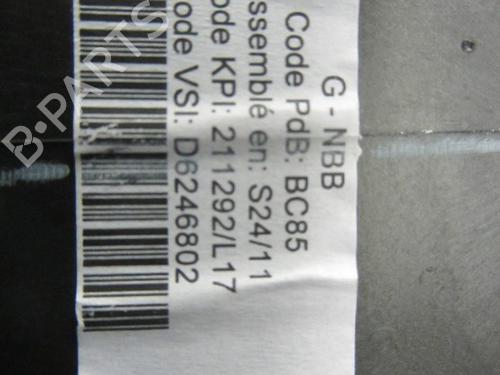 G - NBB
Code PdB: BC85
ssemblé en: S24/11
ode KPI: 211292/L17
ode VSI: D6246802
B-PARTS